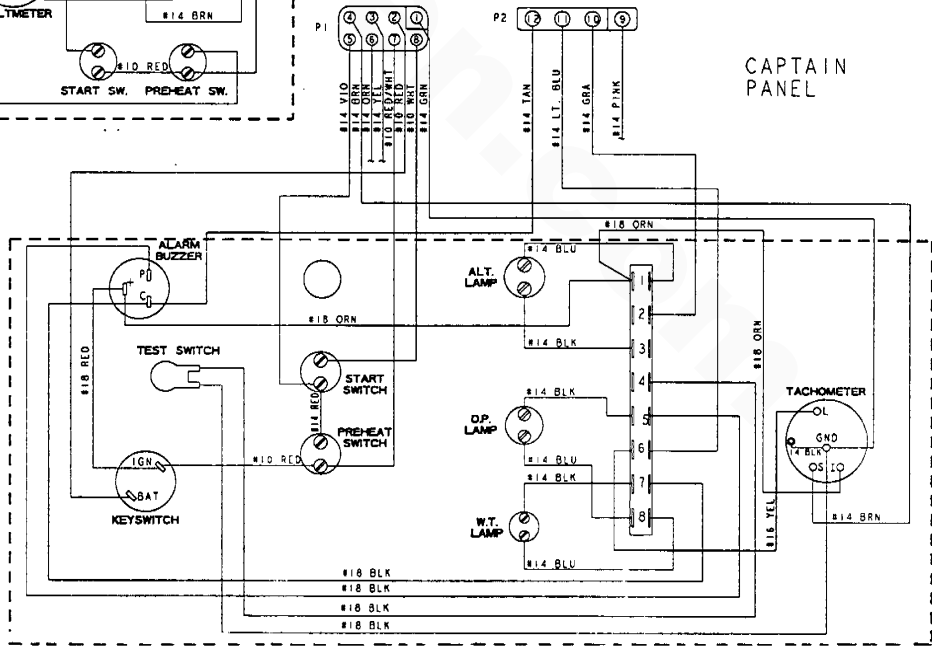 LTMETER
#14 BRN
START SW.
#10 RED
PREHEAT SW.
P1
4 3 2 1
5 6 7 8
P2
12 11 10 9
CAPTAIN
PANEL
#14 VIO
#14 BRN
#14 ORN
#14 YEL
#10 RED/WHT
#10 RED
#10 WHT
#14 GRN
#14 TAN
#14 LT. BLU
#14 GRA
#14 PINK
ALARM
BUZZER
P
+
C
#18 ORN
TEST SWITCH
#18 RED
IGN
BAT
KEYSWITCH
START
SWITCH
#14 RED
PREHEAT
SWITCH
#10 RED
#14 BLU
ALT.
LAMP
#14 BLK
#14 BLK
O.P.
LAMP
#14 BLU
#14 BLK
W.T.
LAMP
#14 BLU
#18 ORN
1
2
3
4
5
6
7
8
#18 ORN
TACHOMETER
L
GND
14 BLK
S I
#16 YEL
#14 BRN
#18 BLK
#18 BLK
#18 BLK
#18 BLK